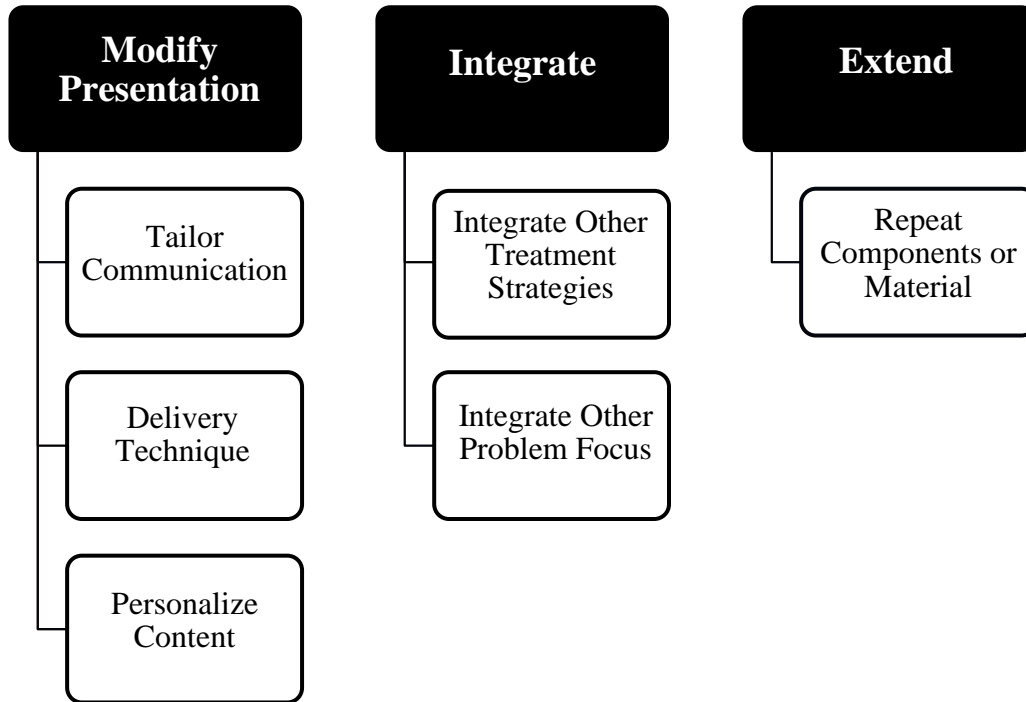 Modify
Presentation
Tailor
Communication
Delivery
Technique
Personalize
Content
Integrate
Integrate Other
Treatment
Strategies
Integrate Other
Problem Focus
Extend
Repeat
Components or
Material